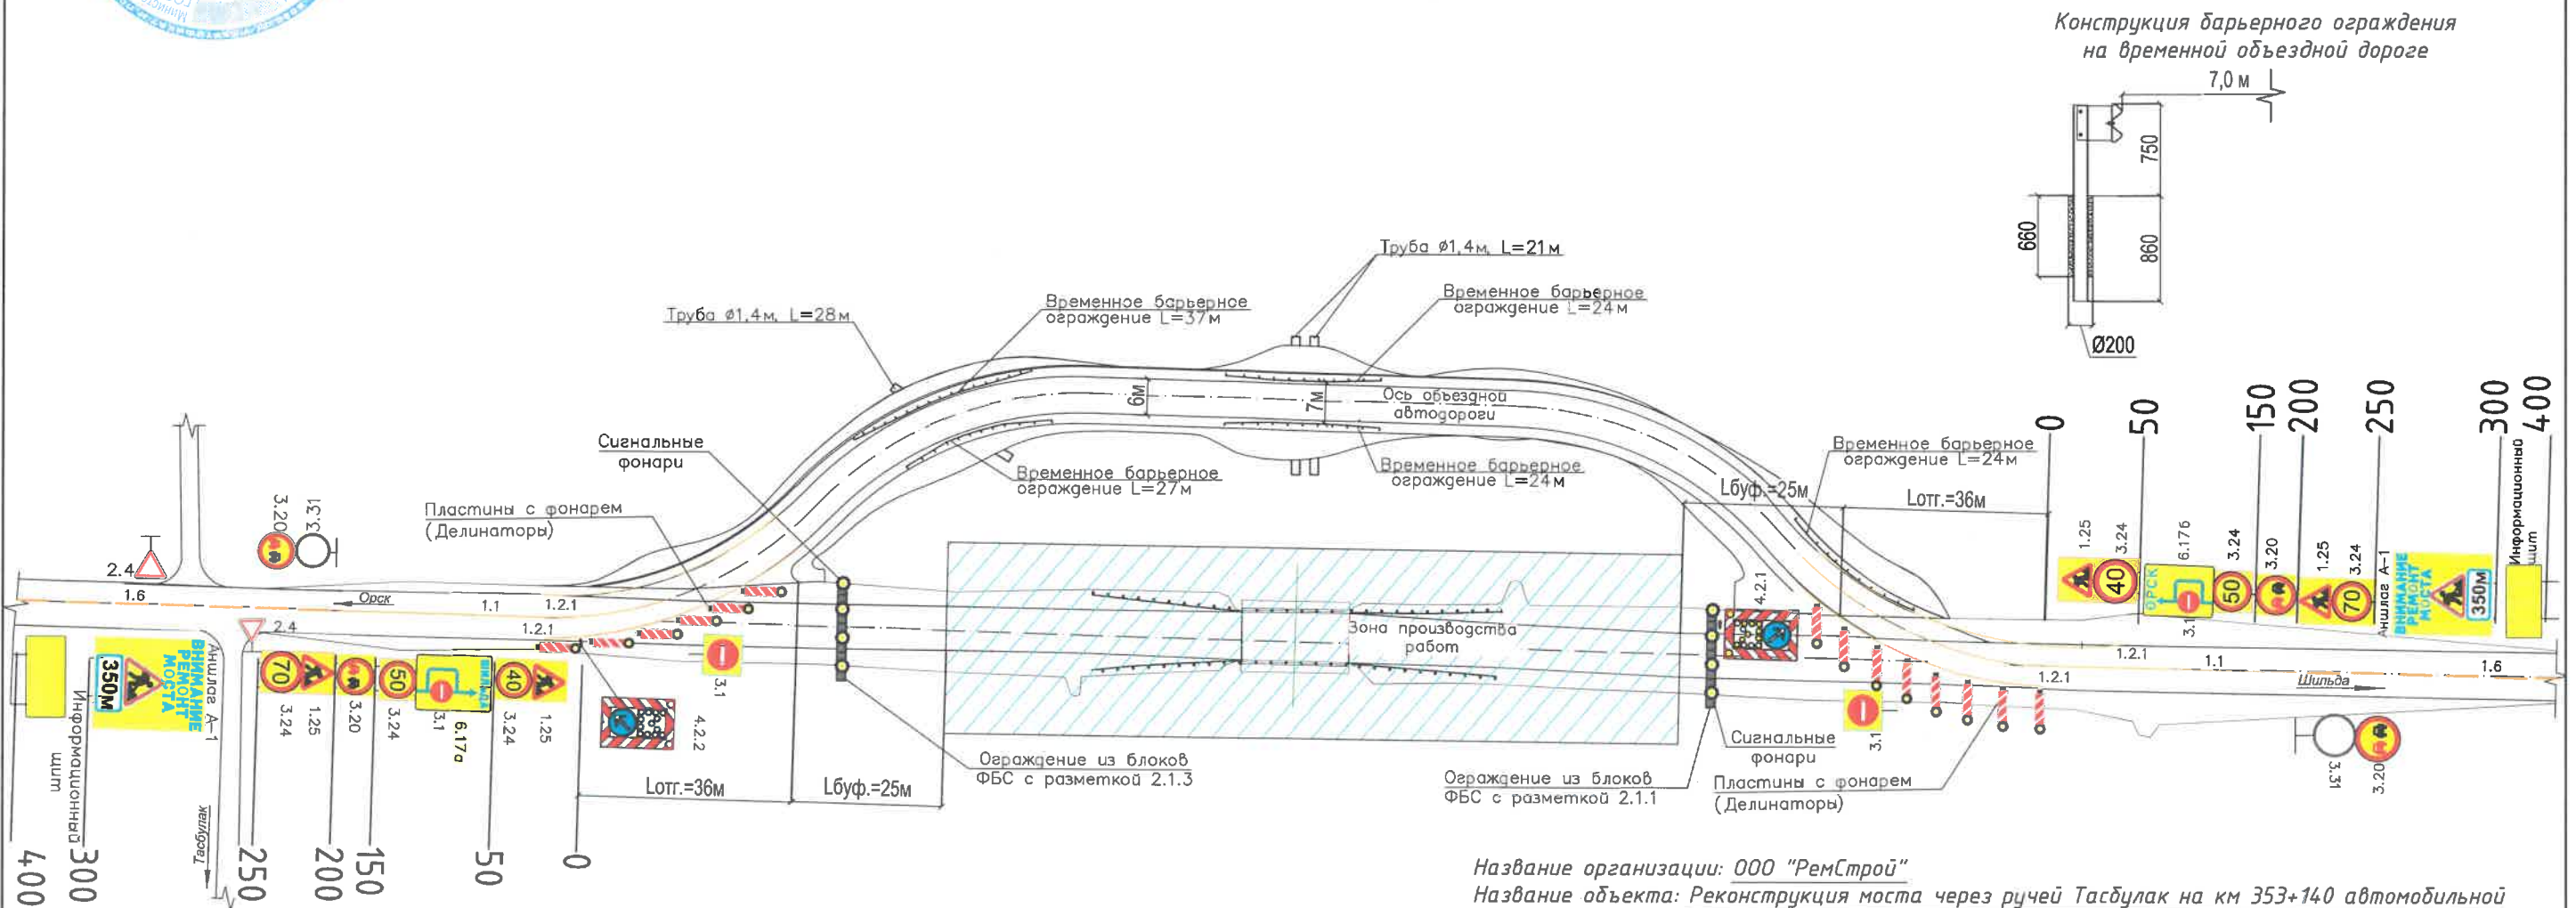 Конструкция барьерного ограждения
на временной объездной дороге
7,0 м
750
660
860
Ø200
Труба Ø1,4м, L=21м
Временное барьерное
ограждение L=37м
Временное барьерное
ограждение L=24м
Труба Ø1,4м, L=28м
6м
7м
Ось объездной
автодороги
Сигнальные
фонари
Временное барьерное
ограждение L=27м
Временное барьерное
ограждение L=24м
Временное барьерное
ограждение L=24м
Пластины с фонарем
(Делинаторы)
Lбуф.=25м
Lотг.=36м
0
50
150
200
250
300
400
3.20
3.31
2.4
1.6
Орск
1.1
1.2.1
2.4
1.2.1
1.25
3.24
40
6.17б
ОРСК
3.1
3.24
50
3.20
1.25
3.24
70
Аншлаг А-1
ВНИМАНИЕ
РЕМОНТ
МОСТА
350м
Информационный
щит
4.2.1
Зона производства
работ
3.1
3.1
1.2.1
1.1
1.6
1.2.1
Шильда
Информационный
щит
350м
ВНИМАНИЕ
РЕМОНТ
МОСТА
Аншлаг А-1
70
3.24
1.25
3.20
50
3.24
3.1
6.17а
ШИЛЬДА
40
3.24
1.25
4.2.2
Тасбулак
Lотг.=36м
Lбуф.=25м
Ограждение из блоков
ФБС с разметкой 2.1.3
Ограждение из блоков
ФБС с разметкой 2.1.1
Сигнальные
фонари
Пластины с фонарем
(Делинаторы)
3.31
3.20
400
300
250
200
150
50
0
Название организации: ООО "РемСтрой"
Название объекта: Реконструкция моста через ручей Тасбулак на км 353+140 автомобильной